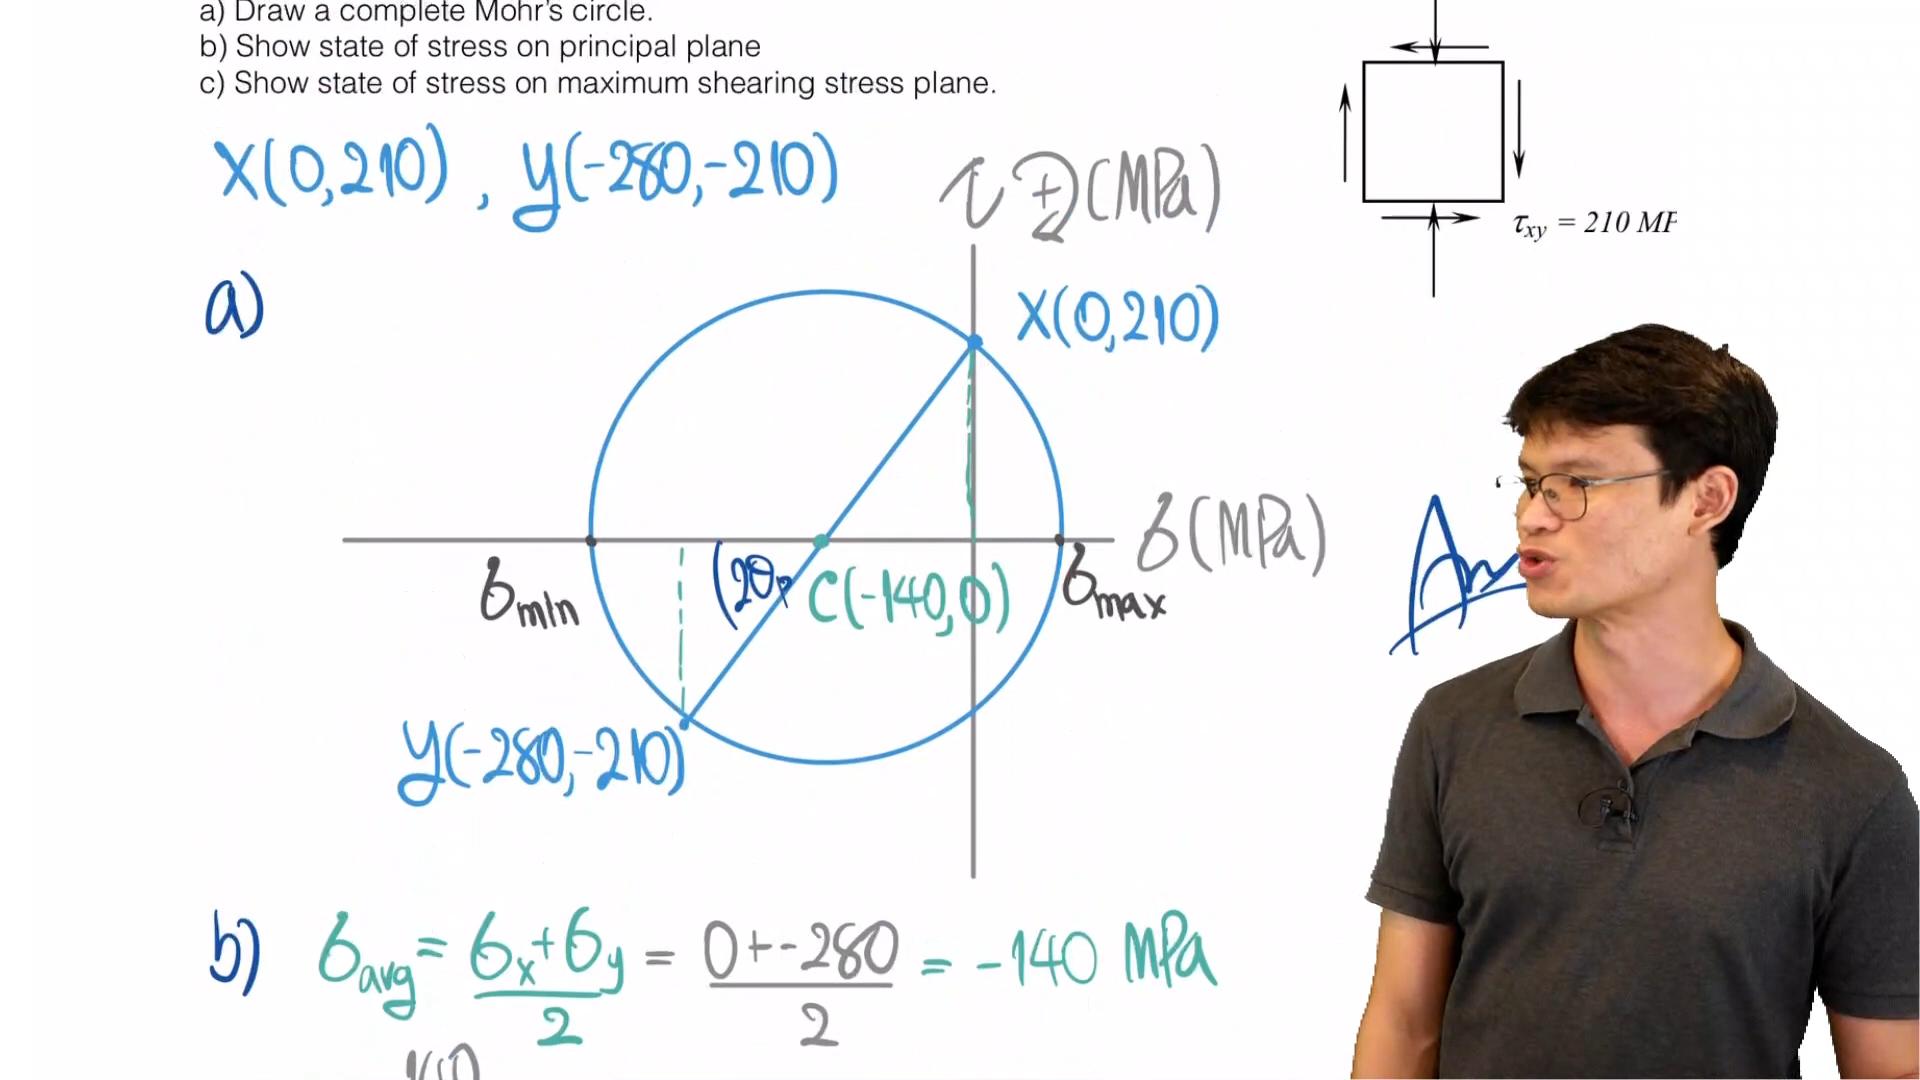 a) Draw a complete Mohr's circle.
b) Show state of stress on principal plane
c) Show state of stress on maximum shearing stress plane.
X(0,210), y(-280,-210)
τ (MPa)
τxy = 210 MP
a)
X(0,210)
σ(MPa)
σmin
(2θp
C(-140,0)
σmax
y(-280,-210)
b) σavg = σx+σy/2 = 0+-280/2 = -140 MPa